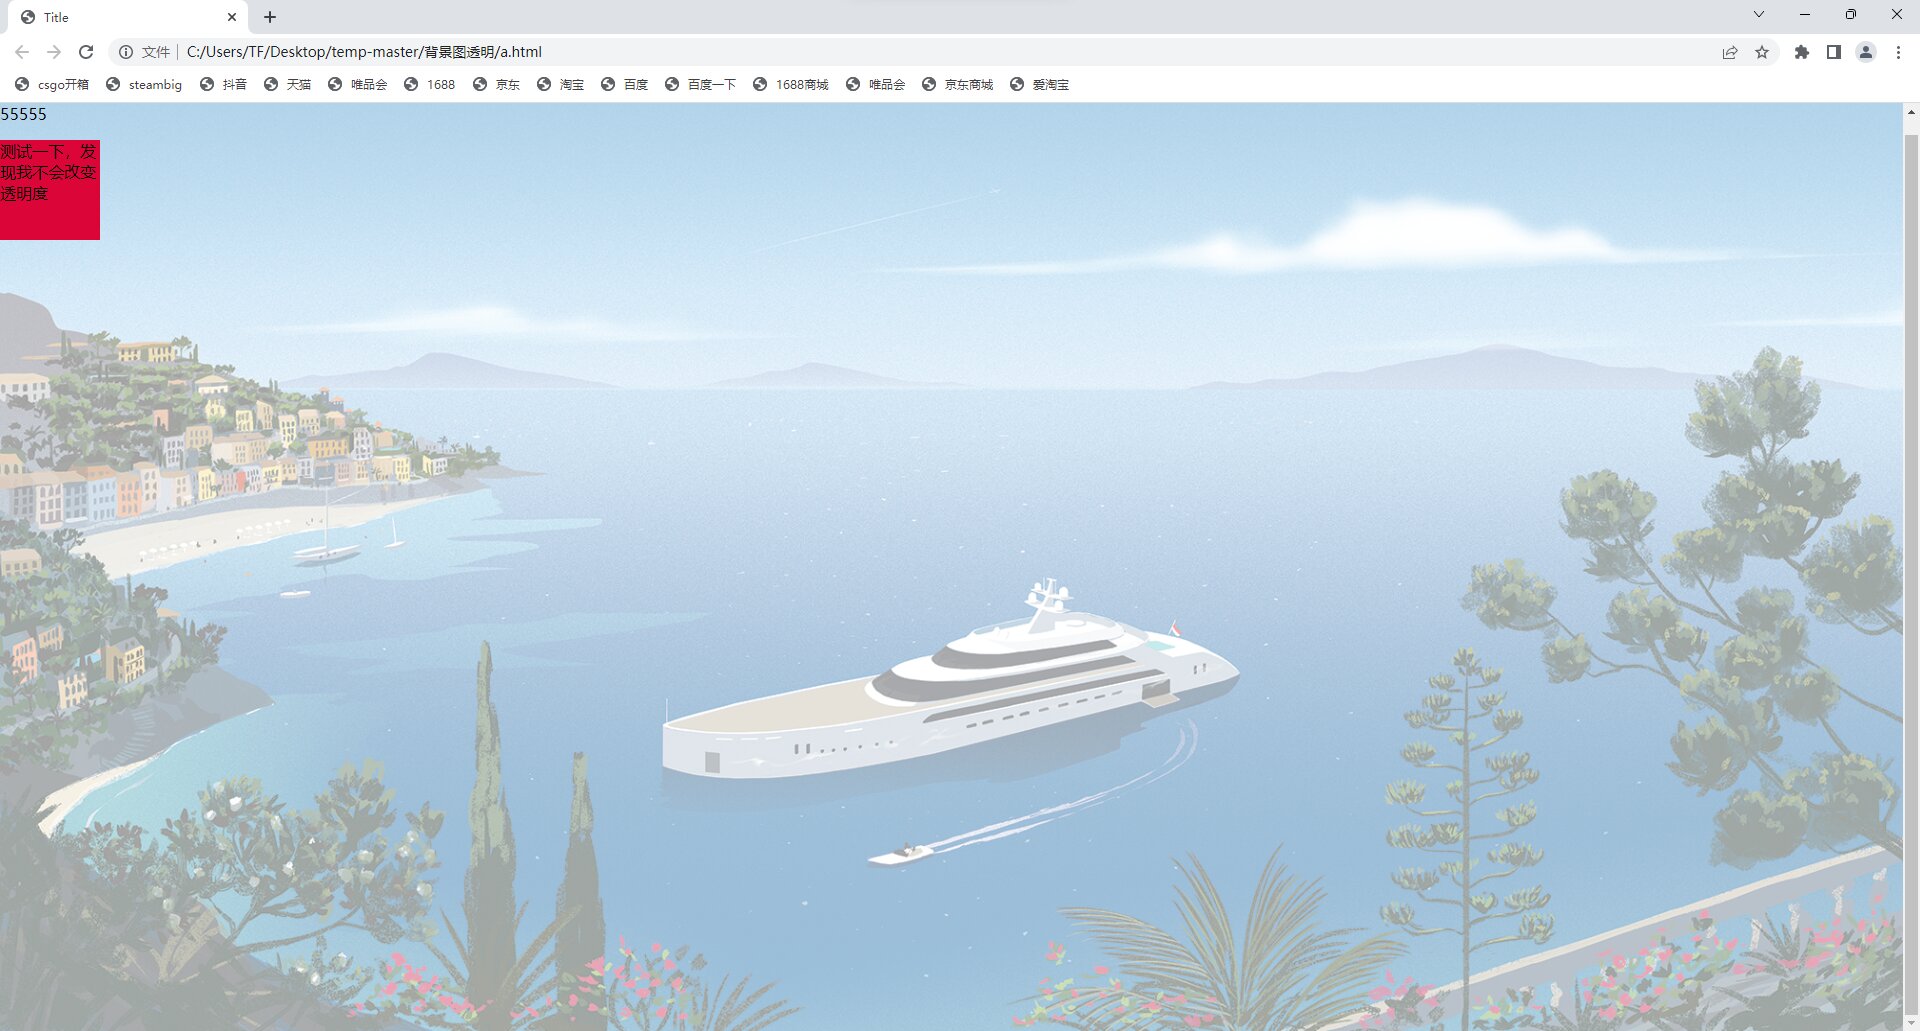 Title
文件 C:/Users/TF/Desktop/temp-master/背景图透明/a.html
csgo开箱 steambig 抖音 天猫 唯品会 1688 京东 淘宝 百度 百度一下 1688商城 唯品会 京东商城 爱淘宝
55555
测试一下，发
现我不会改变
透明度